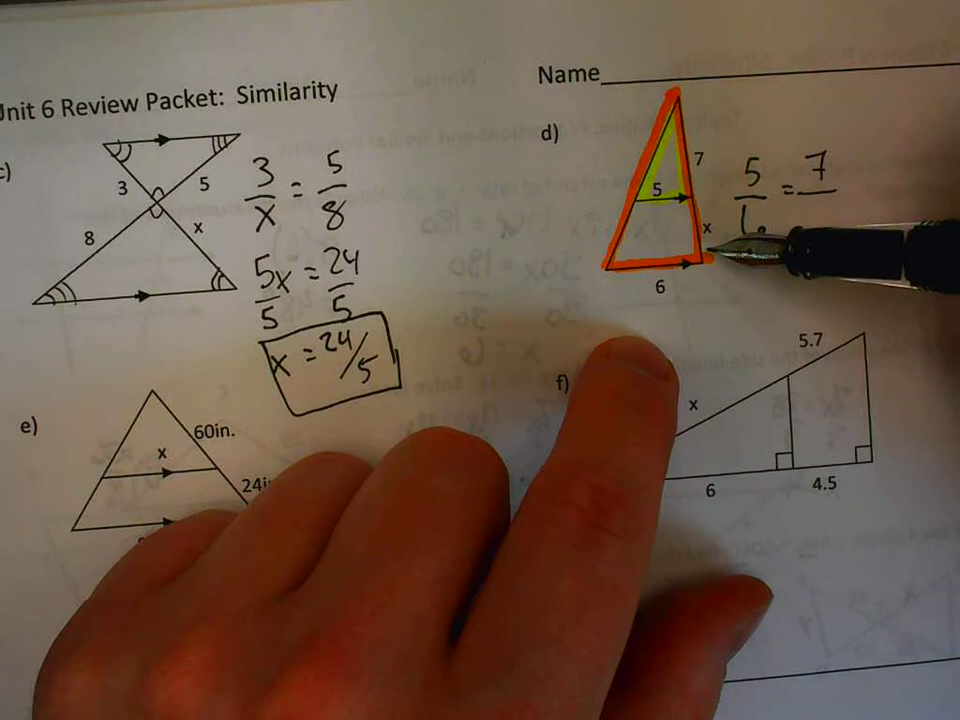 Unit 6 Review Packet: Similarity
Name
c)
3
5
8
x
3/x = 5/8
5x/5 = 24/5
x = 24/5
d)
7
5
x
6
5/6 = 7/
e)
60in.
x
f)
5.7
x
6
4.5